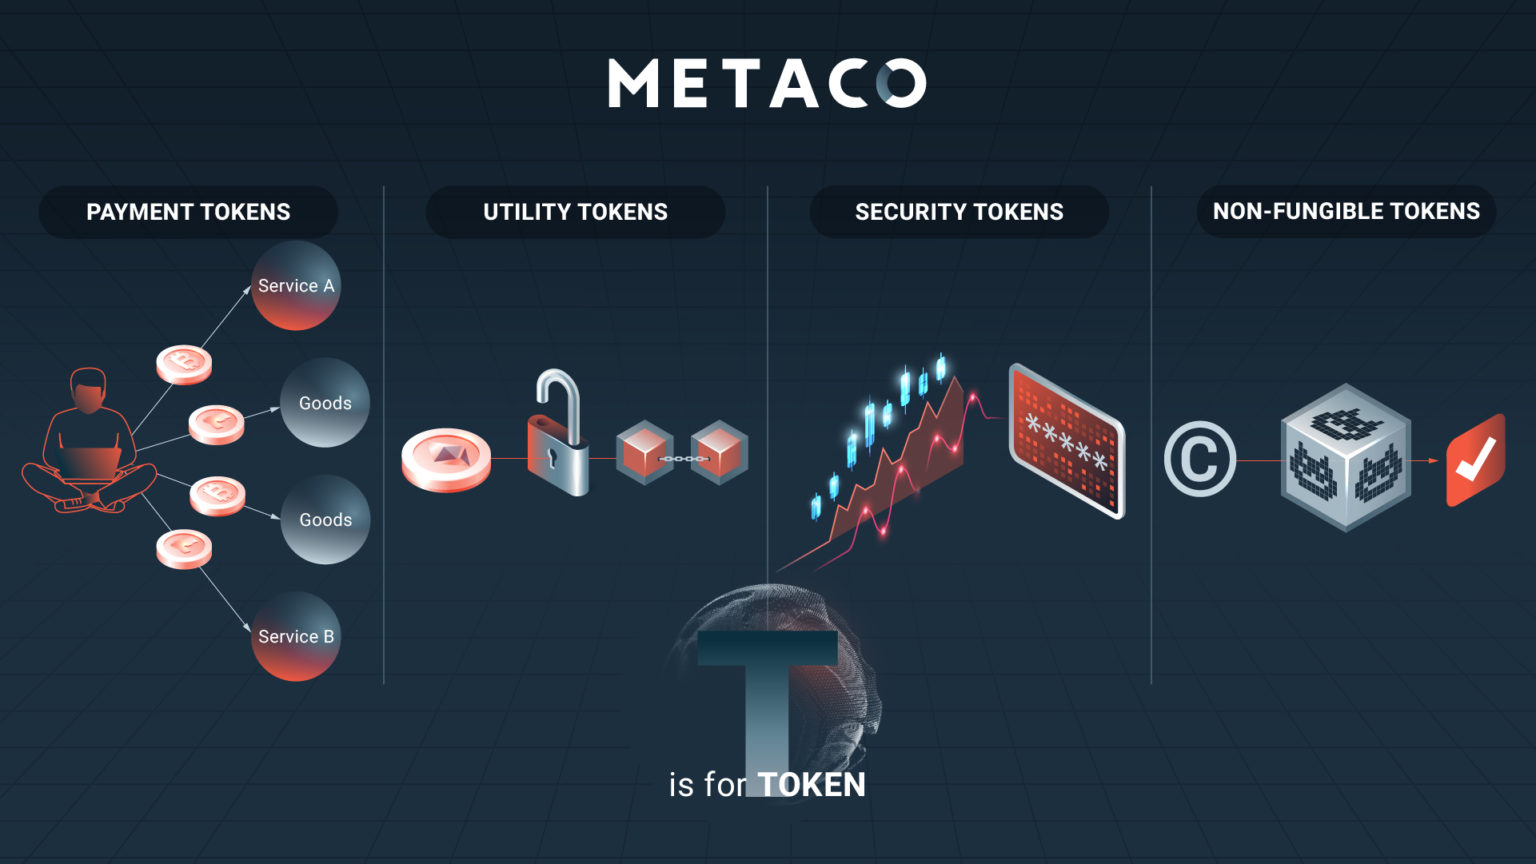 METACO
PAYMENT TOKENS
UTILITY TOKENS
SECURITY TOKENS
NON-FUNGIBLE TOKENS
Service A
Goods
Goods
Service B
*****
©
T
is for TOKEN